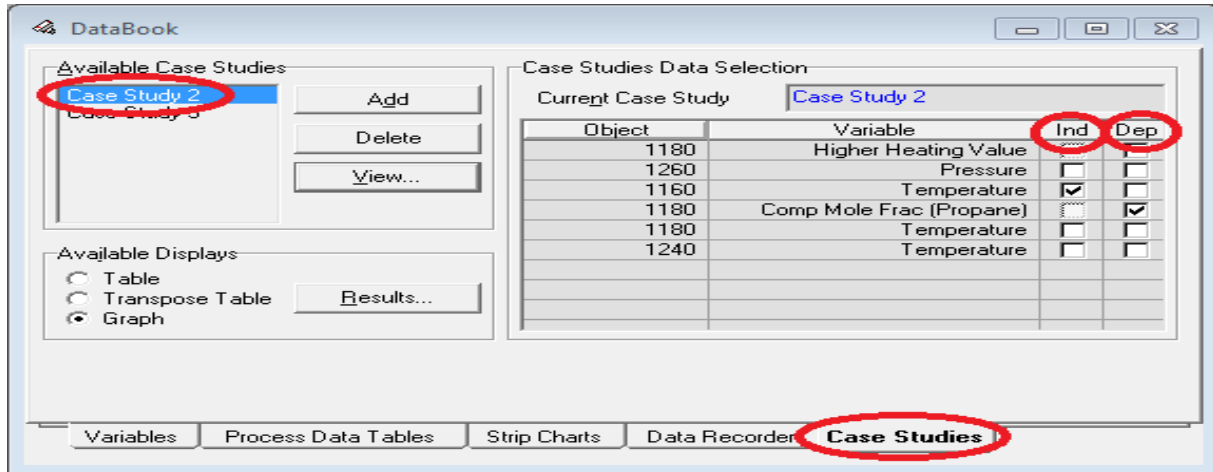 DataBook
Available Case Studies
Case Study 2
Case Study 3
Add
Delete
View...
Available Displays
Table
Transpose Table
Graph
Results...
Case Studies Data Selection
Current Case Study Case Study 2
Object Variable Ind Dep
1180 Higher Heating Value
1260 Pressure
1160 Temperature
1180 Comp Mole Frac (Propane)
1180 Temperature
1240 Temperature
Variables Process Data Tables Strip Charts Data Recorder Case Studies